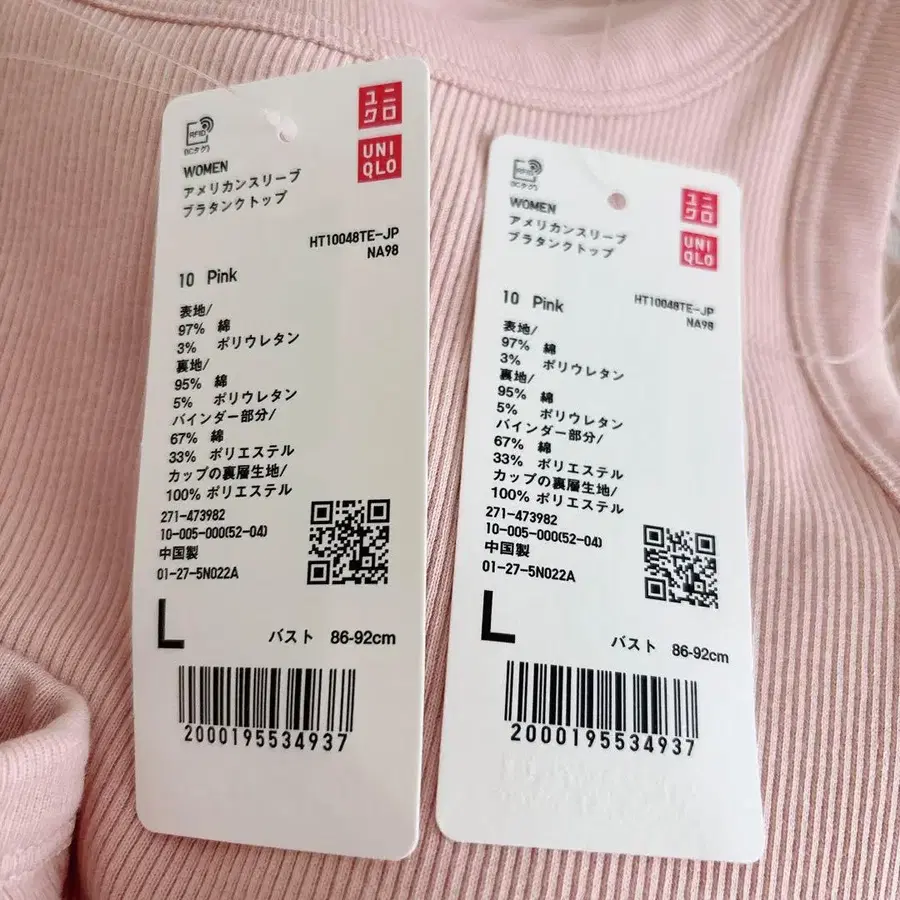 RFID
(ICタグ)
ユニ
クロ
UNI
QLO
WOMEN
アメリカンスリーブ
ブラタンクトップ
HT10048TE-JP
NA98
10 Pink
表地/
97% 綿
3% ポリウレタン
裏地/
95% 綿
5% ポリウレタン
バインダー部分/
67% 綿
33% ポリエステル
カップの裏層生地/
100% ポリエステル
271-473982
10-005-000(52-04)
中国製
01-27-5N022A
L
バスト 86-92cm
2000195534937
RFID
(ICタグ)
ユニ
クロ
UNI
QLO
WOMEN
アメリカンスリーブ
ブラタンクトップ
HT10048TE-JP
NA98
10 Pink
表地/
97% 綿
3% ポリウレタン
裏地/
95% 綿
5% ポリウレタン
バインダー部分/
67% 綿
33% ポリエステル
カップの裏層生地/
100% ポリエステル
271-473982
10-005-000(52-04)
中国製
01-27-5N022A
L
バスト 86-92cm
2000195534937